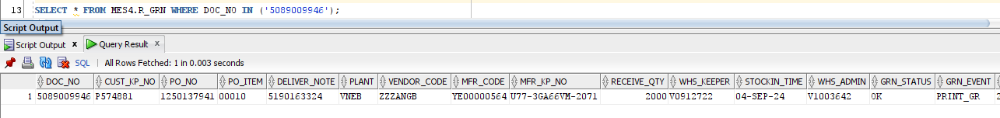 13 SELECT * FROM MES4.R_GRN WHERE DOC_NO IN ('5089009946');
Script Output
Script Output x Query Result x
SQL | All Rows Fetched: 1 in 0.003 seconds
DOC_NO CUST_KP_NO PO_NO PO_ITEM DELIVER_NOTE PLANT VENDOR_CODE MFR_CODE MFR_KP_NO RECEIVE_QTY WHS_KEEPER STOCKIN_TIME WHS_ADMIN GRN_STATUS GRN_EVENT
1 5089009946 P574881 1250137941 00010 5190163324 VNEB ZZZANGB YE00000564 U77-3GA66VM-2071 2000 V0912722 04-SEP-24 V1003642 0K PRINT_GR